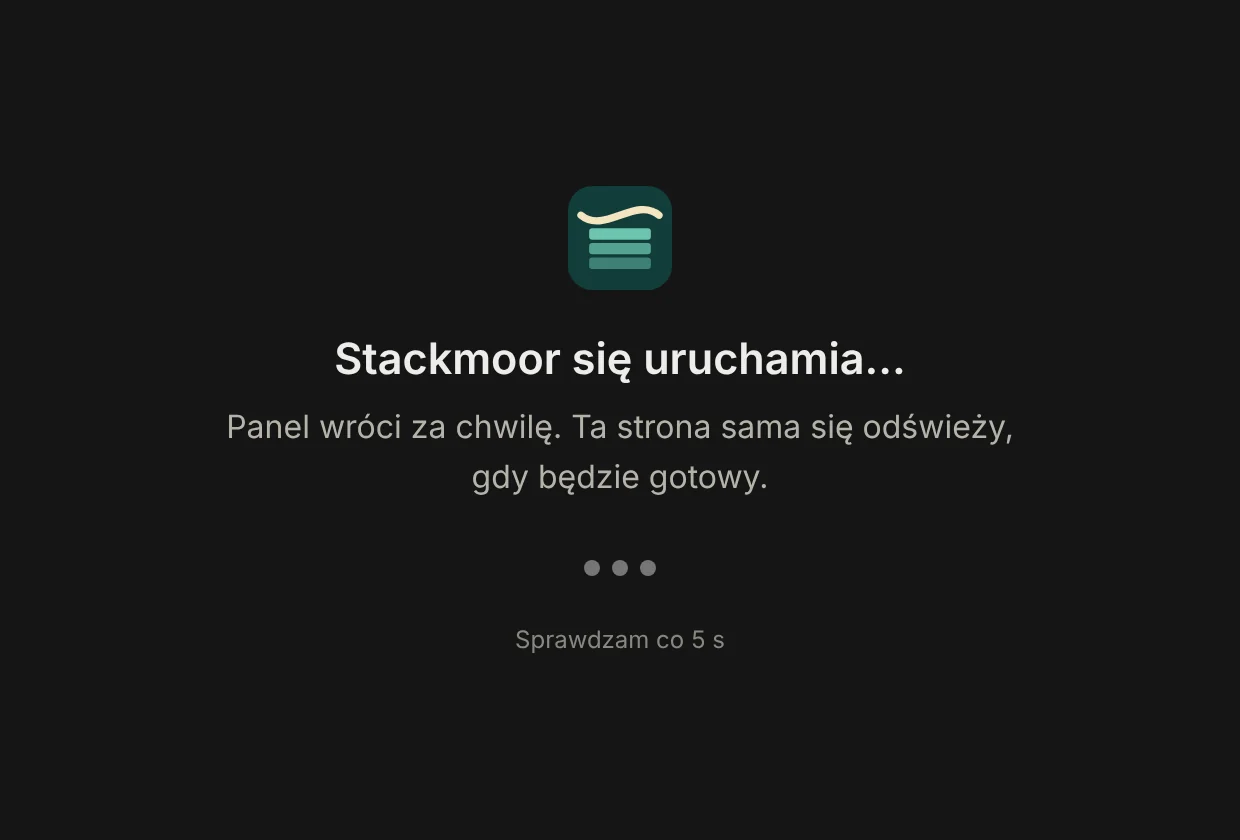 Stackmoor się uruchamia…
Panel wróci za chwilę. Ta strona sama się odświeży,
gdy będzie gotowy.
Sprawdzam co 5 s